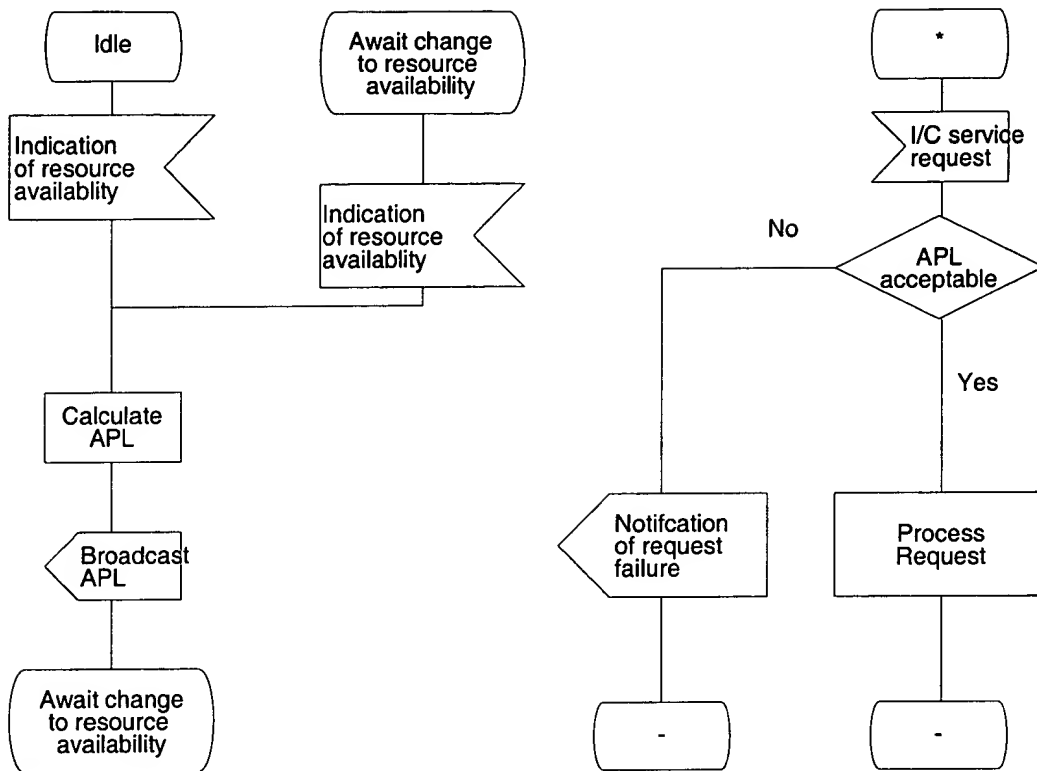 Idle
Indication
of resource
availablity
Await change
to resource
availability
Indication
of resource
availablity
Calculate
APL
Broadcast
APL
Await change
to resource
availability
*
I/C service
request
APL
acceptable
No
Yes
Notifcation
of request
failure
Process
Request
-
-